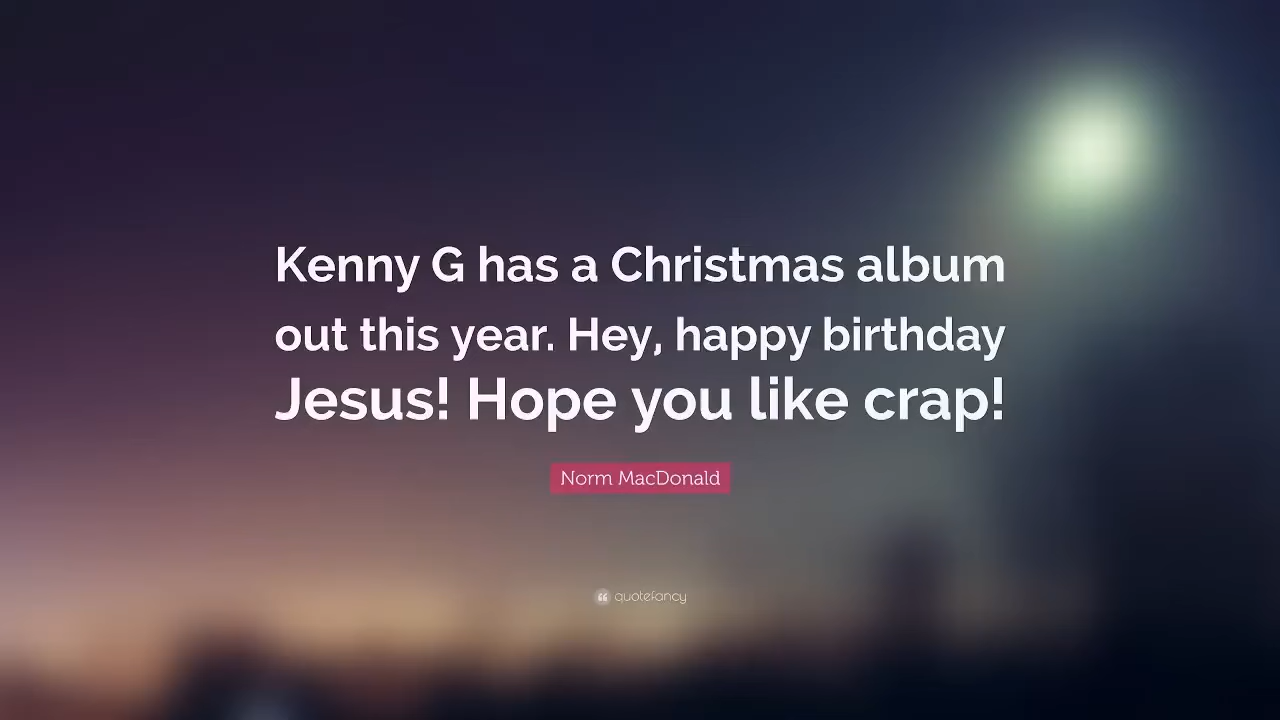 Kenny G has a Christmas album
out this year. Hey, happy birthday
Jesus! Hope you like crap!
Norm MacDonald
quotefancy